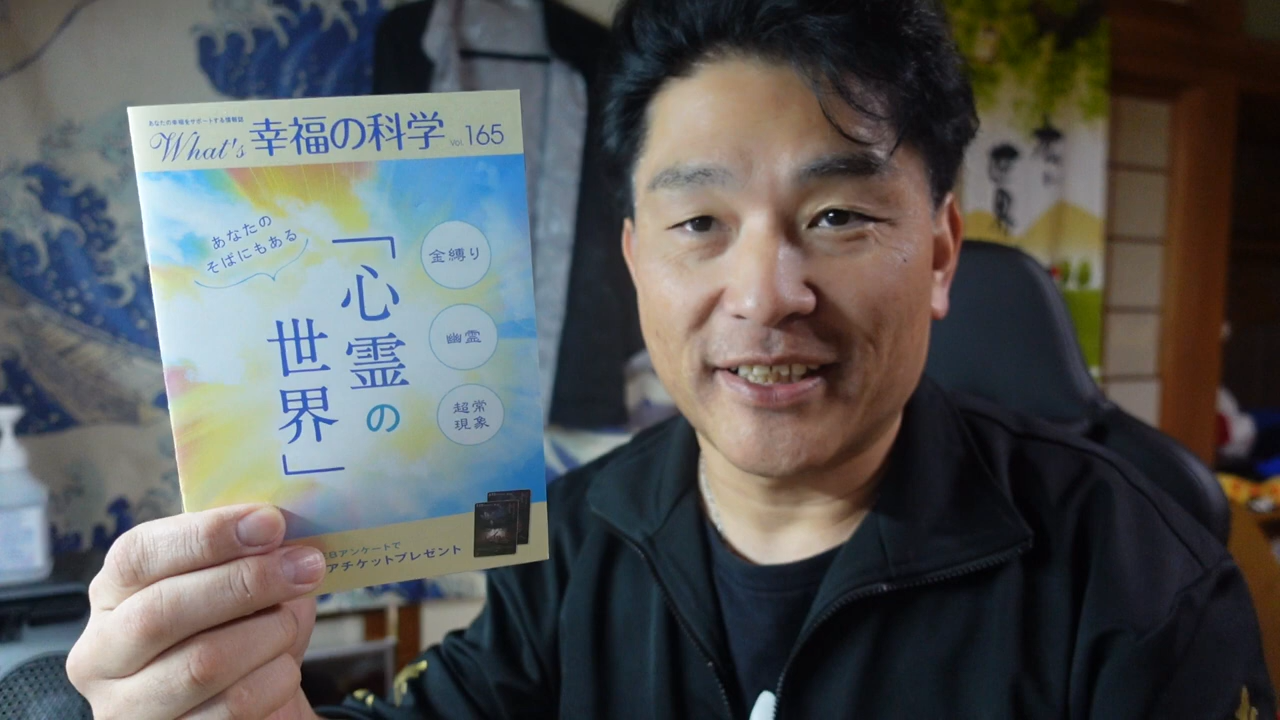 あなたの幸福をサポートする情報誌
What's 幸福の科学 Vol. 165
あなたの
そばにもある
「心霊の
世界」
金縛り
幽霊
超常
現象
EBアンケートで
アチケットプレゼント